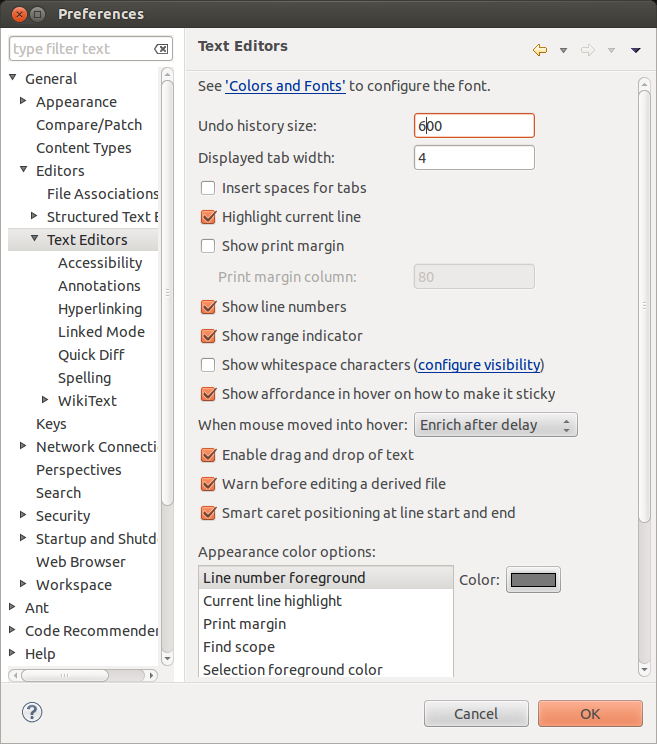 Preferences
type filter text
General
Appearance
Compare/Patch
Content Types
Editors
File Associations
Structured Text E
Text Editors
Accessibility
Annotations
Hyperlinking
Linked Mode
Quick Diff
Spelling
WikiText
Keys
Network Connecti
Perspectives
Search
Security
Startup and Shutd
Web Browser
Workspace
Ant
Code Recommender
Help
Text Editors
See 'Colors and Fonts' to configure the font.
Undo history size: 600
Displayed tab width: 4
Insert spaces for tabs
Highlight current line
Show print margin
Print margin column: 80
Show line numbers
Show range indicator
Show whitespace characters (configure visibility)
Show affordance in hover on how to make it sticky
When mouse moved into hover: Enrich after delay
Enable drag and drop of text
Warn before editing a derived file
Smart caret positioning at line start and end
Appearance color options:
Line number foreground
Current line highlight
Print margin
Find scope
Selection foreground color
Color:
?
Cancel
OK